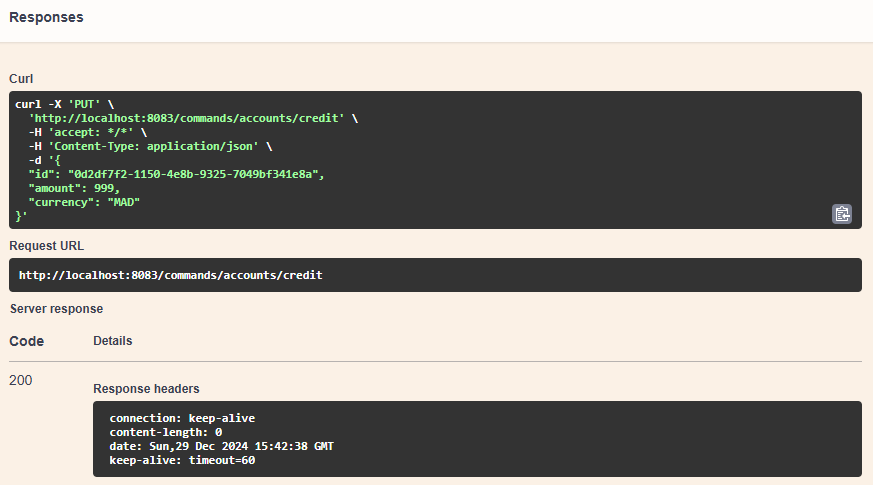 Responses
Curl
curl -X 'PUT' \
  'http://localhost:8083/commands/accounts/credit' \
  -H 'accept: */*' \
  -H 'Content-Type: application/json' \
  -d '{
  "id": "0d2df7f2-1150-4e8b-9325-7049bf341e8a",
  "amount": 999,
  "currency": "MAD"
}'
Request URL
http://localhost:8083/commands/accounts/credit
Server response
Code Details
200
Response headers
connection: keep-alive
content-length: 0
date: Sun,29 Dec 2024 15:42:38 GMT
keep-alive: timeout=60